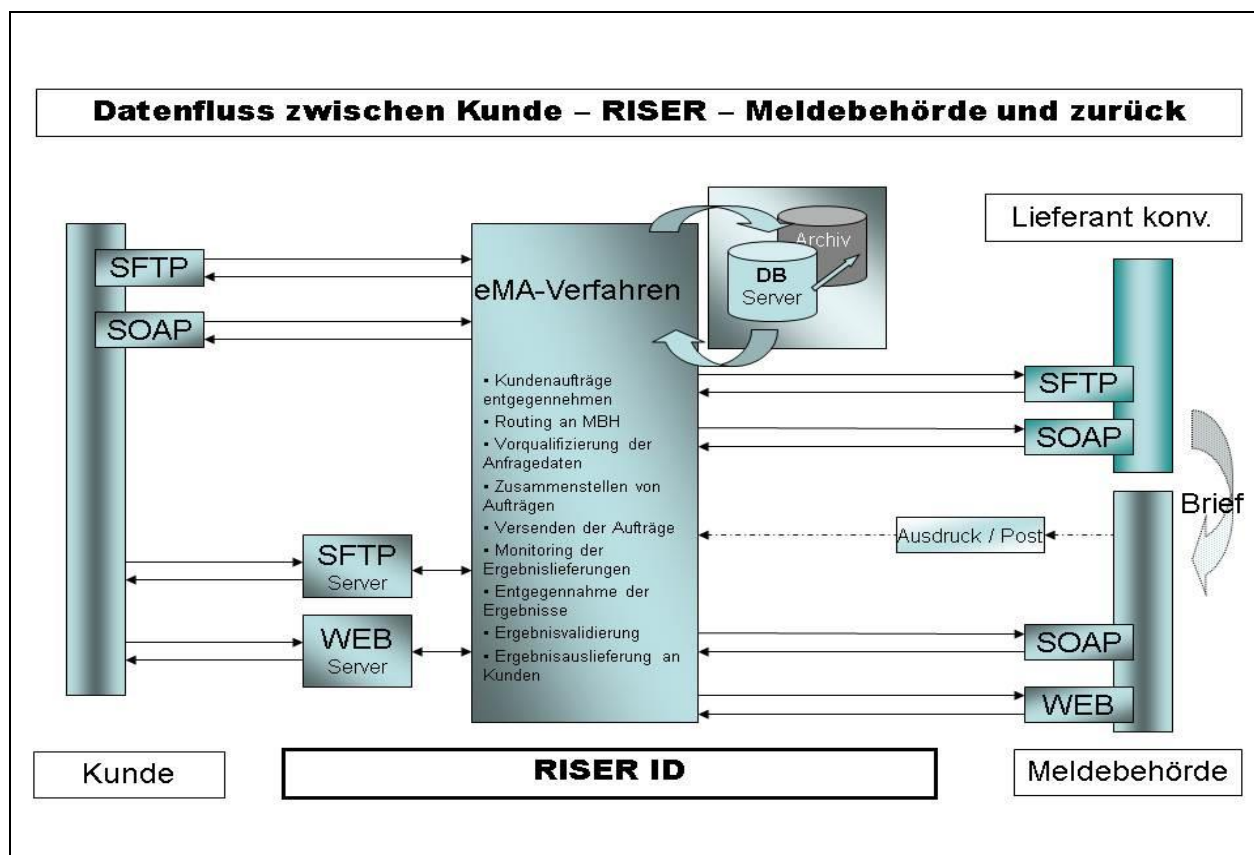 Datenfluss zwischen Kunde – RISER – Meldebehörde und zurück
Lieferant konv.
Archiv
DB
Server
SFTP
SOAP
eMA-Verfahren
▪ Kundenaufträge
entgegennehmen
▪ Routing an MBH
▪ Vorqualifizierung der
Anfragedaten
▪ Zusammenstellen von
Aufträgen
▪ Versenden der Aufträge
▪ Monitoring der
Ergebnislieferungen
▪ Entgegennahme der
Ergebnisse
▪ Ergebnisvalidierung
▪ Ergebnisauslieferung an
Kunden
SFTP
SOAP
Brief
Ausdruck / Post
SFTP
Server
WEB
Server
SOAP
WEB
Kunde
RISER ID
Meldebehörde